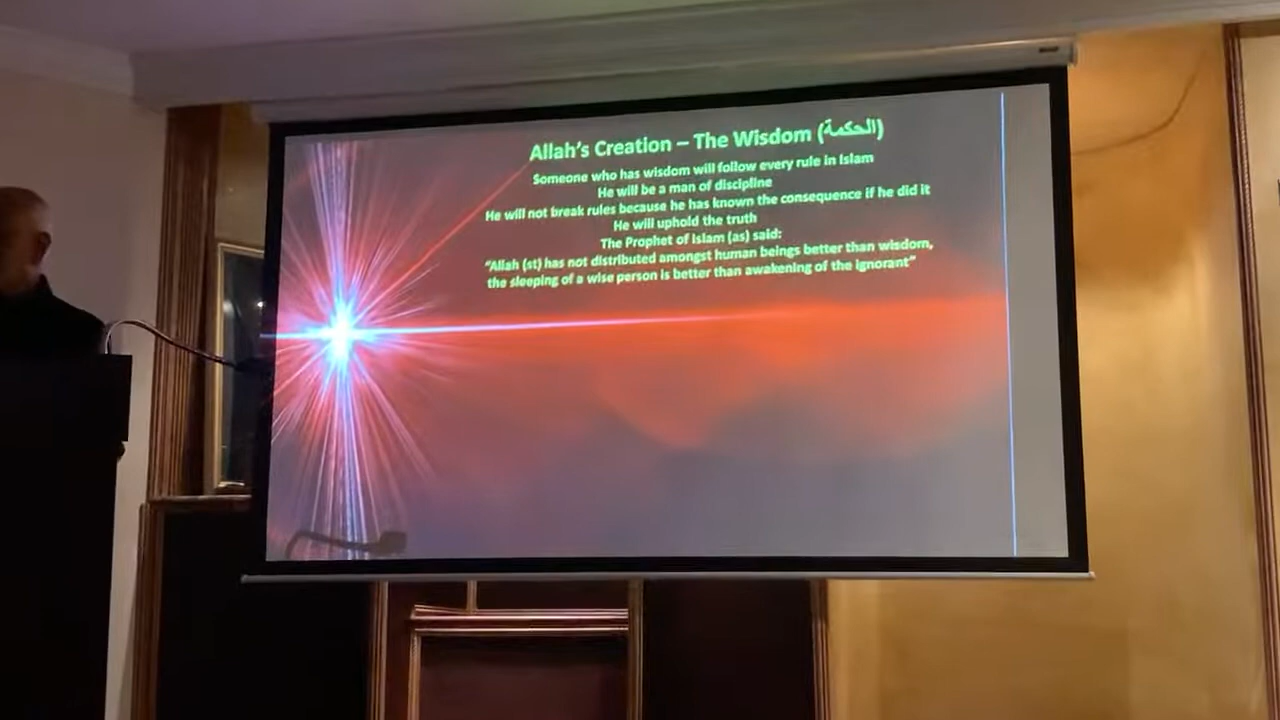 Allah's Creation – The Wisdom (الحكمة)
Someone who has wisdom will follow every rule in Islam
He will be a man of discipline
He will not break rules because he has known the consequence if he did it
He will uphold the truth
The Prophet of Islam (as) said:
"Allah (st) has not distributed amongst human beings better than wisdom,
the sleeping of a wise person is better than awakening of the ignorant"